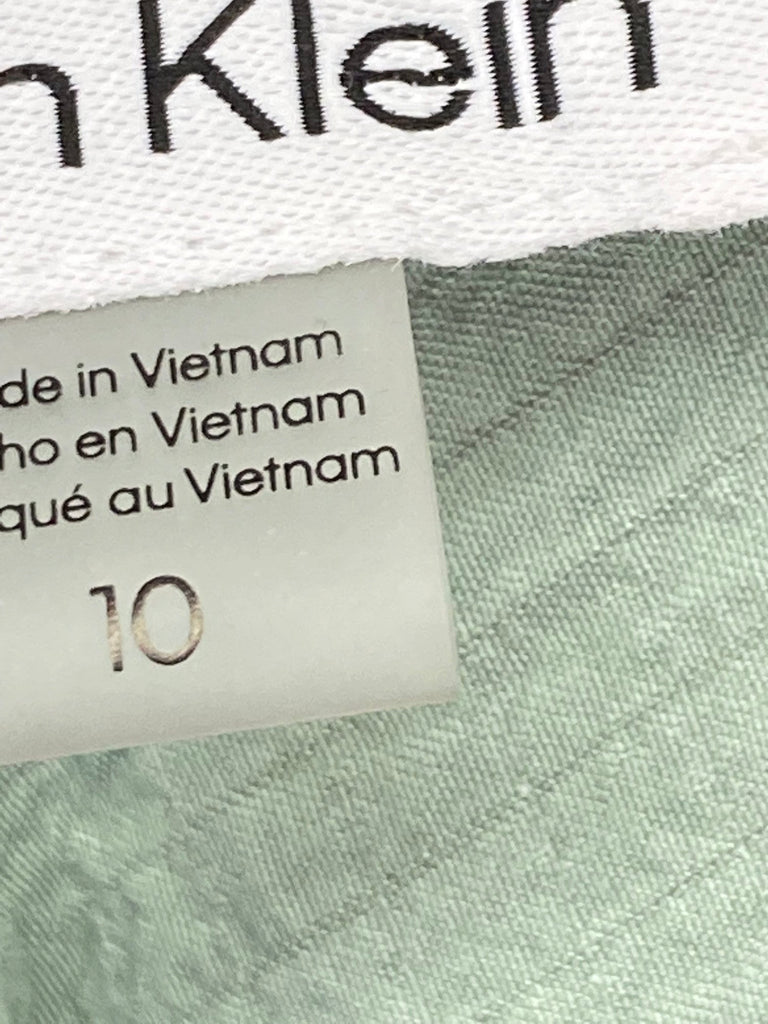 n Klein
de in Vietnam
ho en Vietnam
qué au Vietnam
10